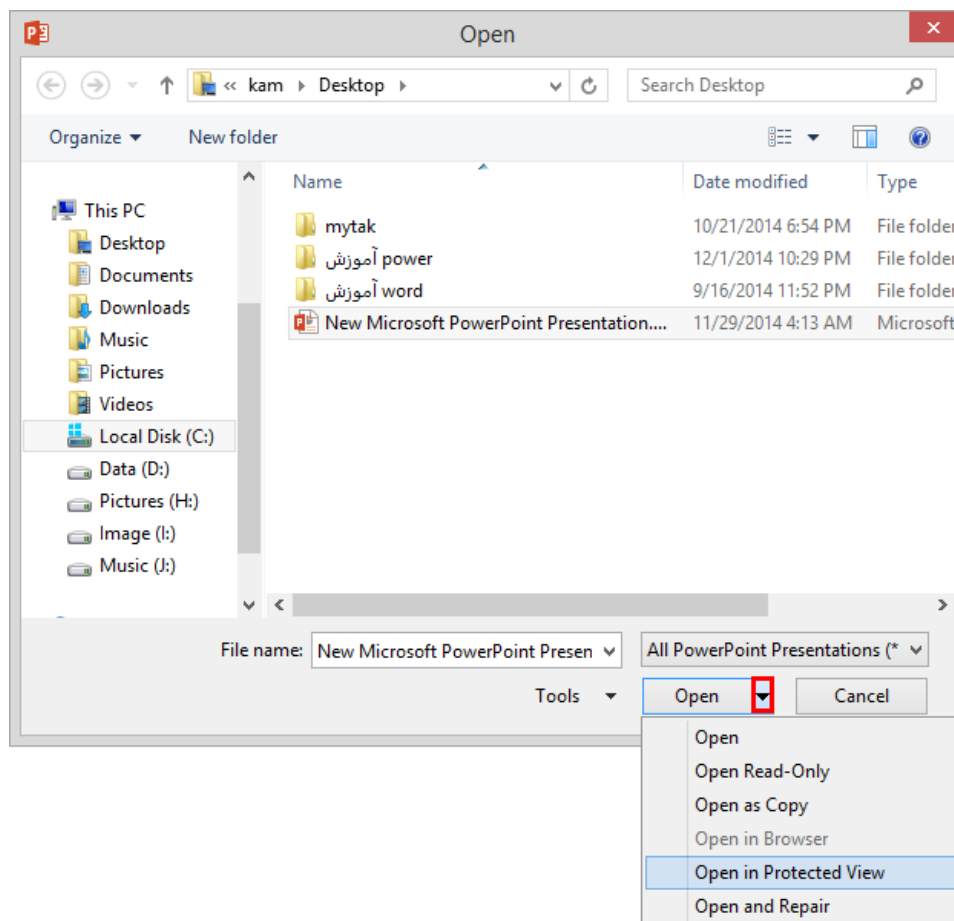 Open
« kam Desktop
Search Desktop
Organize
New folder
Name
Date modified
Type
This PC
Desktop
Documents
Downloads
Music
Pictures
Videos
Local Disk (C:)
Data (D:)
Pictures (H:)
Image (I:)
Music (J:)
mytak 10/21/2014 6:54 PM File folder
آموزش power 12/1/2014 10:29 PM File folder
آموزش word 9/16/2014 11:52 PM File folder
New Microsoft PowerPoint Presentation.... 11/29/2014 4:13 AM Microsoft
File name: New Microsoft PowerPoint Presen All PowerPoint Presentations (*
Tools Open Cancel
Open
Open Read-Only
Open as Copy
Open in Browser
Open in Protected View
Open and Repair